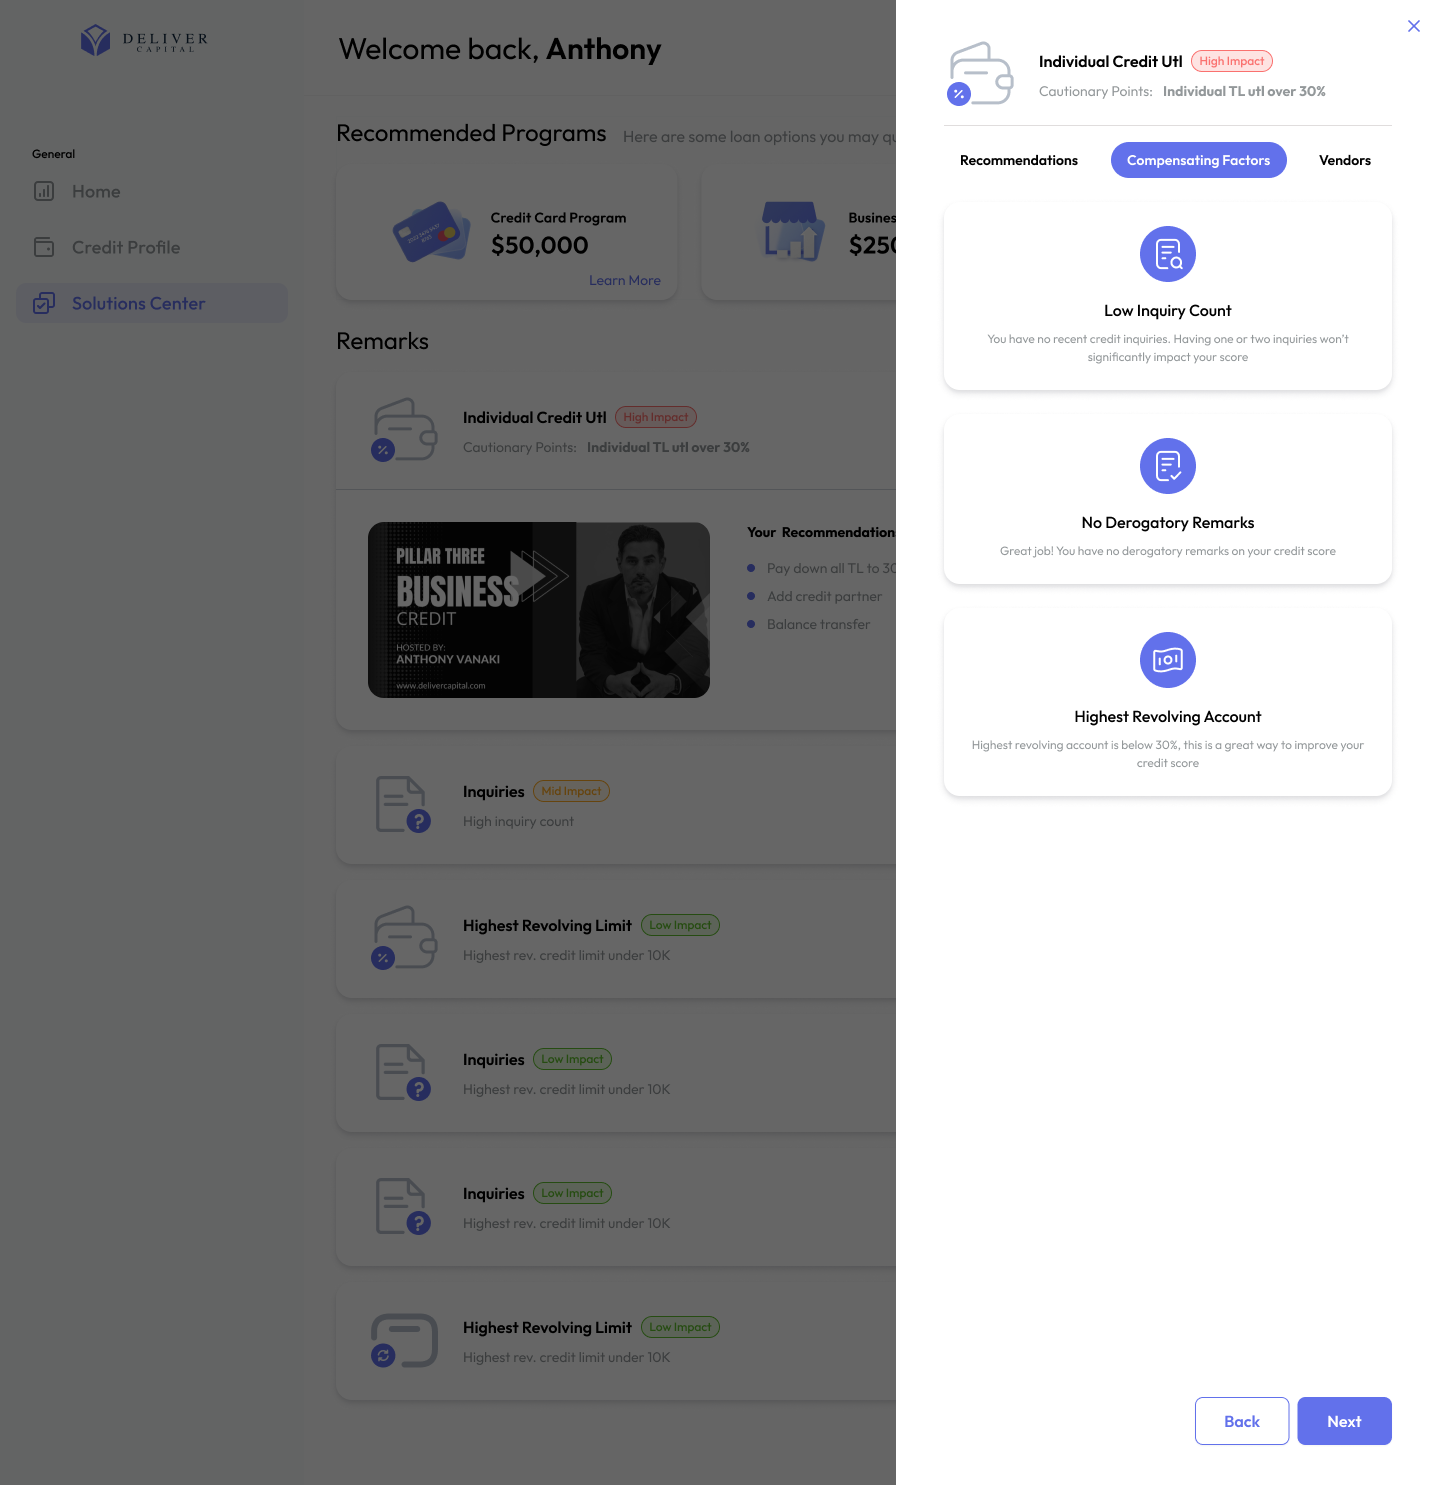 DELIVER
CAPITAL
General
Home
Credit Profile
Solutions Center
Welcome back, Anthony
Recommended Programs
Here are some loan options you may qu
Credit Card Program
$50,000
Learn More
Busines
$250
Remarks
Individual Credit Utl
High Impact
Cautionary Points: Individual TL utl over 30%
PILLAR THREE
BUSINESS
CREDIT
HOSTED BY:
ANTHONY VANAKI
www.delivercapital.com
Your Recommendation
Pay down all TL to 30
Add credit partner
Balance transfer
Inquiries
Mid Impact
High inquiry count
Highest Revolving Limit
Low Impact
Highest rev. credit limit under 10K
Inquiries
Low Impact
Highest rev. credit limit under 10K
Inquiries
Low Impact
Highest rev. credit limit under 10K
Highest Revolving Limit
Low Impact
Highest rev. credit limit under 10K
Individual Credit Utl
High Impact
Cautionary Points: Individual TL utl over 30%
Recommendations
Compensating Factors
Vendors
Low Inquiry Count
You have no recent credit inquiries. Having one or two inquiries won't
significantly impact your score
No Derogatory Remarks
Great job! You have no derogatory remarks on your credit score
Highest Revolving Account
Highest revolving account is below 30%, this is a great way to improve your
credit score
Back
Next